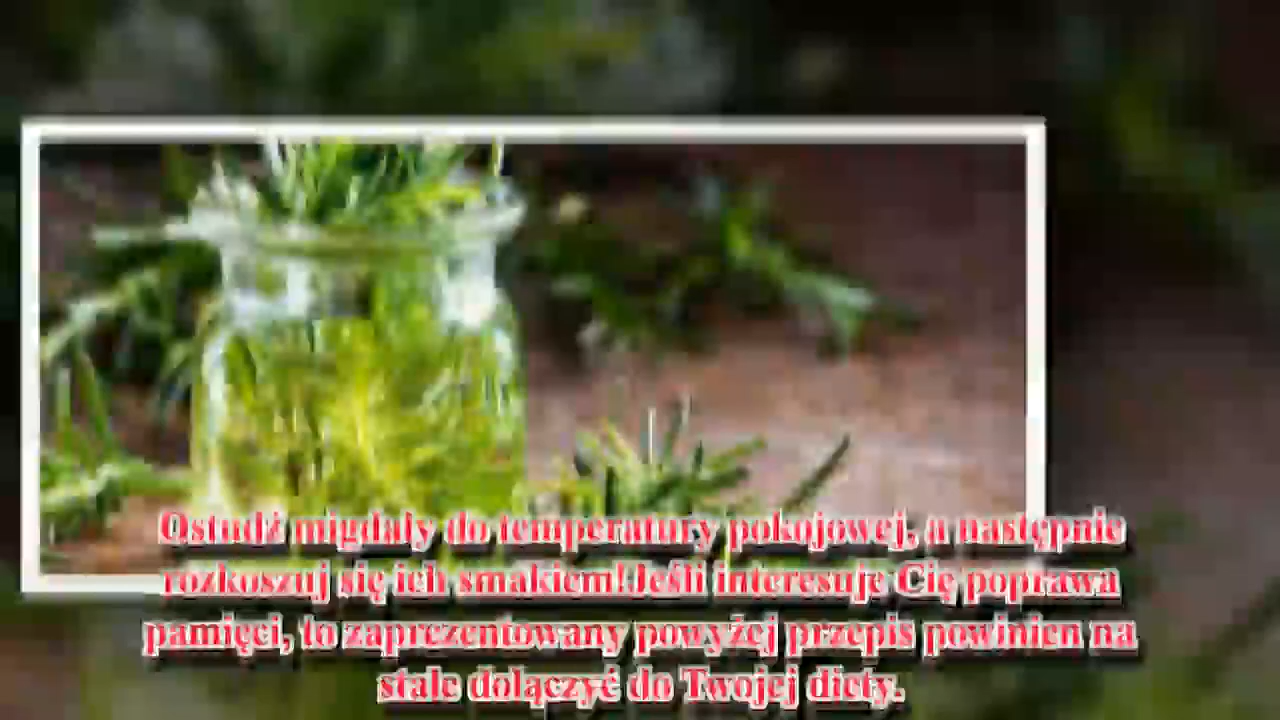 Ostudź migdały do temperatury pokojowej, a następnie
rozkoszuj się ich smakiem!Jeśli interesuje Cię poprawa
pamięci, to zaprezentowany powyżej przepis powinien na
stałe dołączyć do Twojej diety.